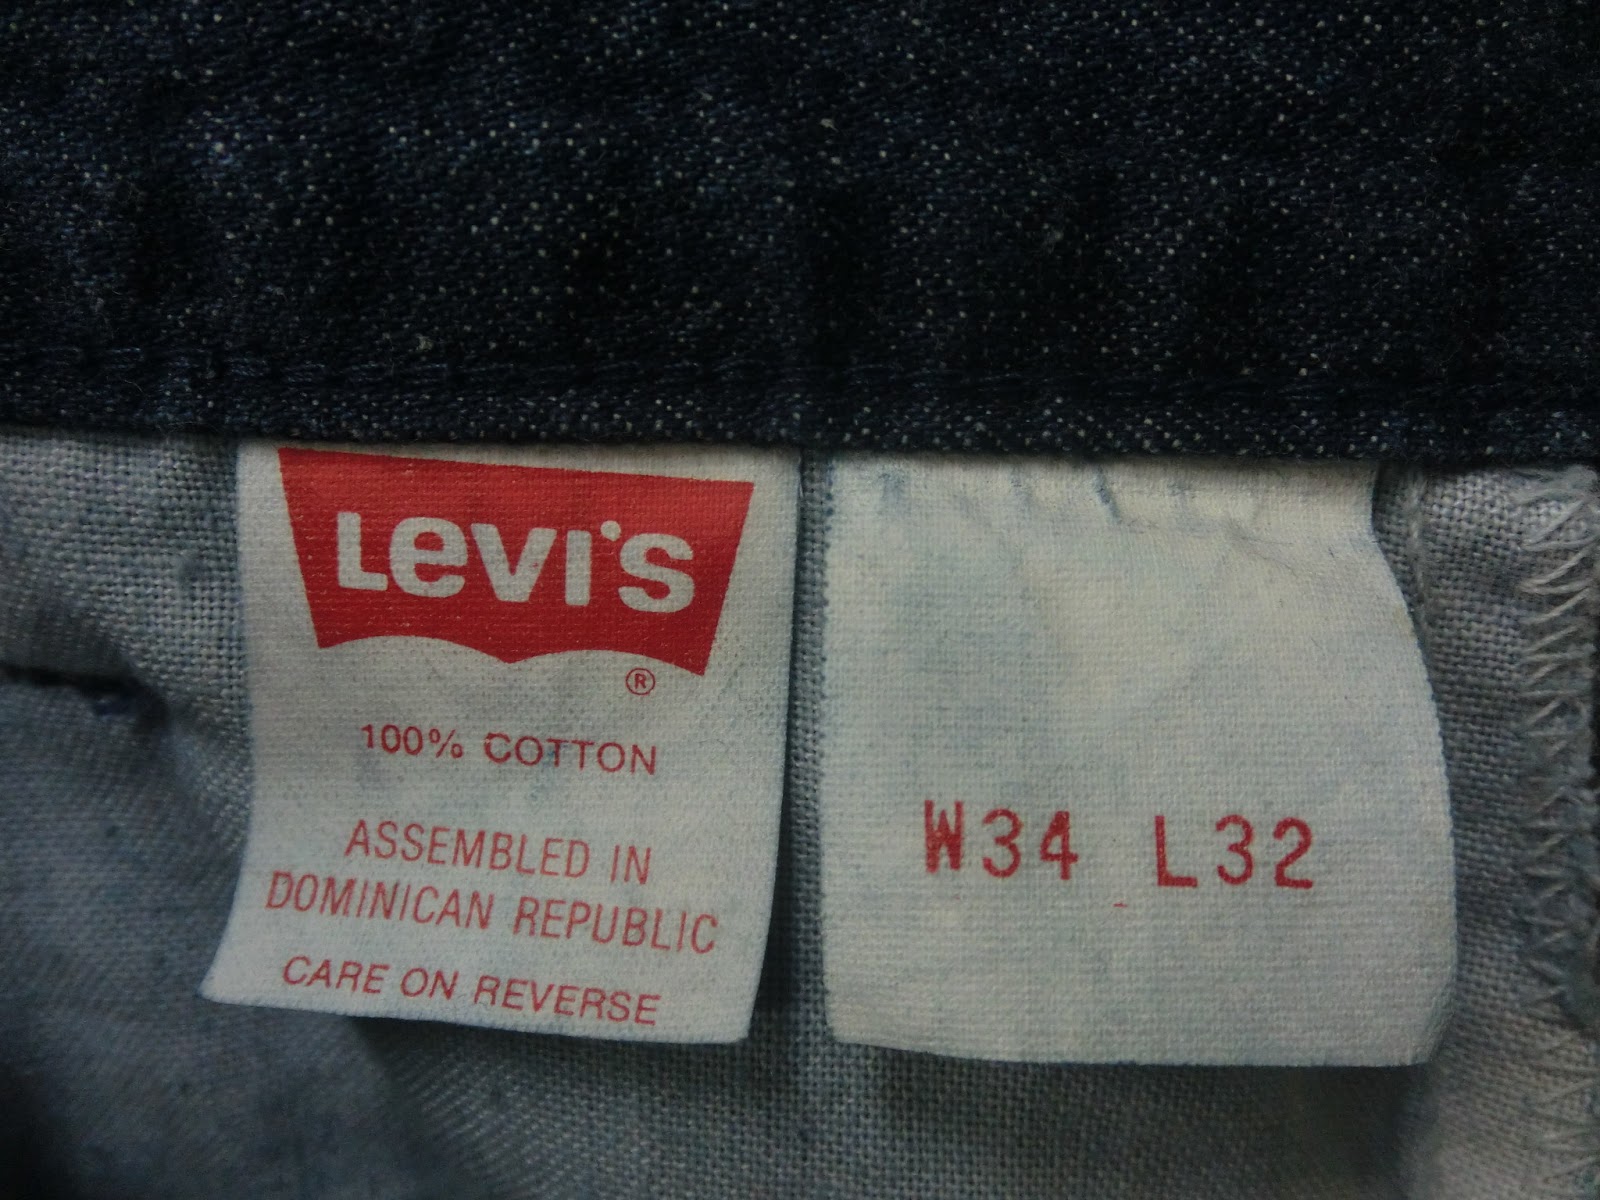 Levi's
®
100% COTTON
ASSEMBLED IN
DOMINICAN REPUBLIC
CARE ON REVERSE
W34 L32